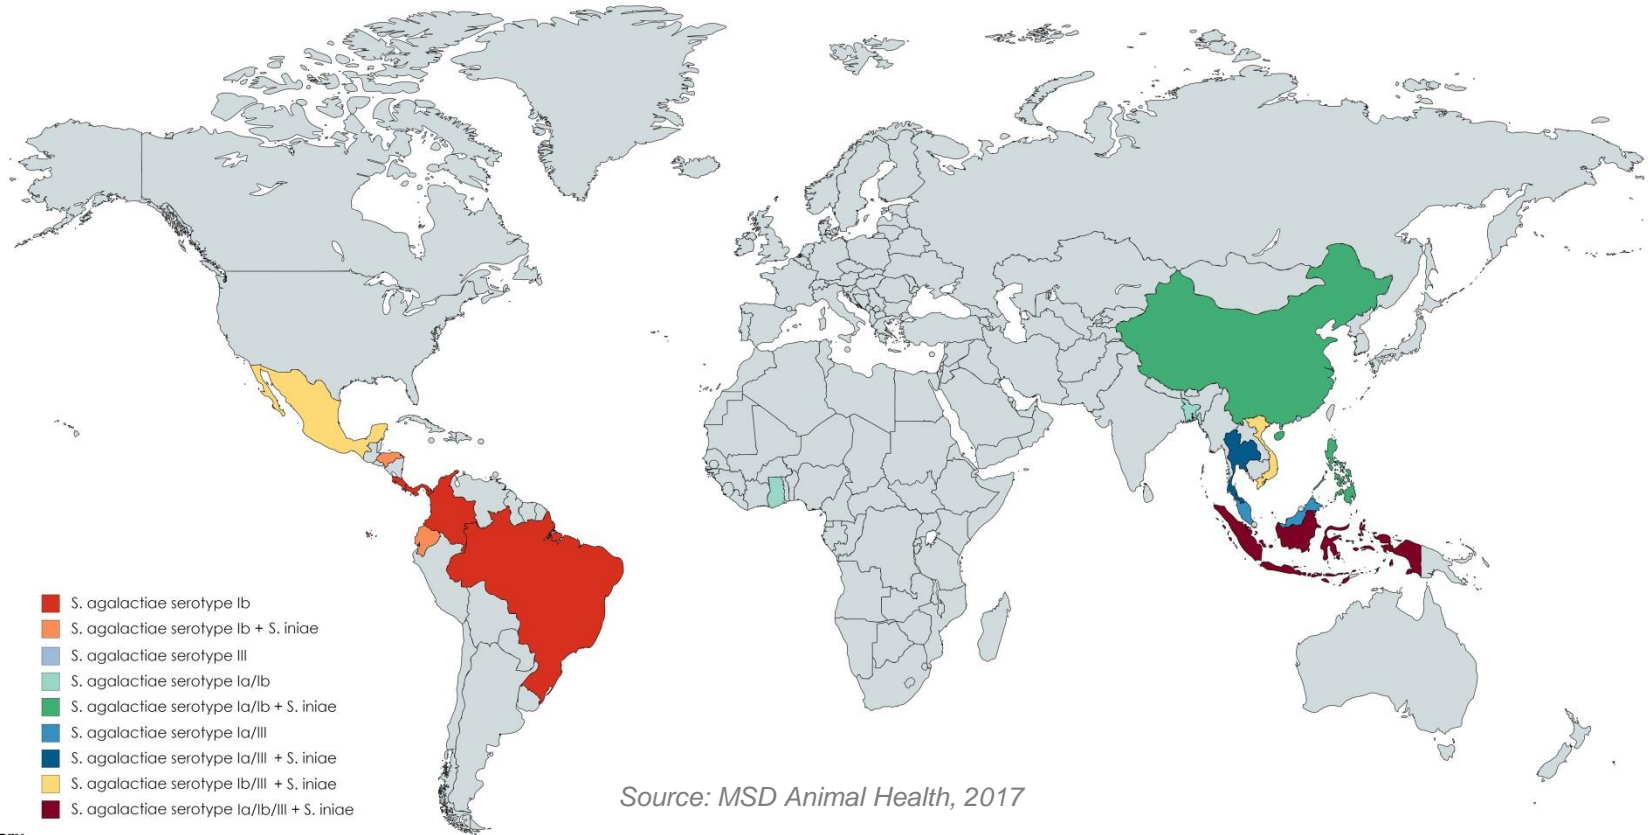 S. agalactiae serotype Ib
S. agalactiae serotype Ib + S. iniae
S. agalactiae serotype III
S. agalactiae serotype Ia/Ib
S. agalactiae serotype Ia/Ib + S. iniae
S. agalactiae serotype Ia/III
S. agalactiae serotype Ia/III + S. iniae
S. agalactiae serotype Ib/III + S. iniae
S. agalactiae serotype Ia/Ib/III + S. iniae
Source: MSD Animal Health, 2017